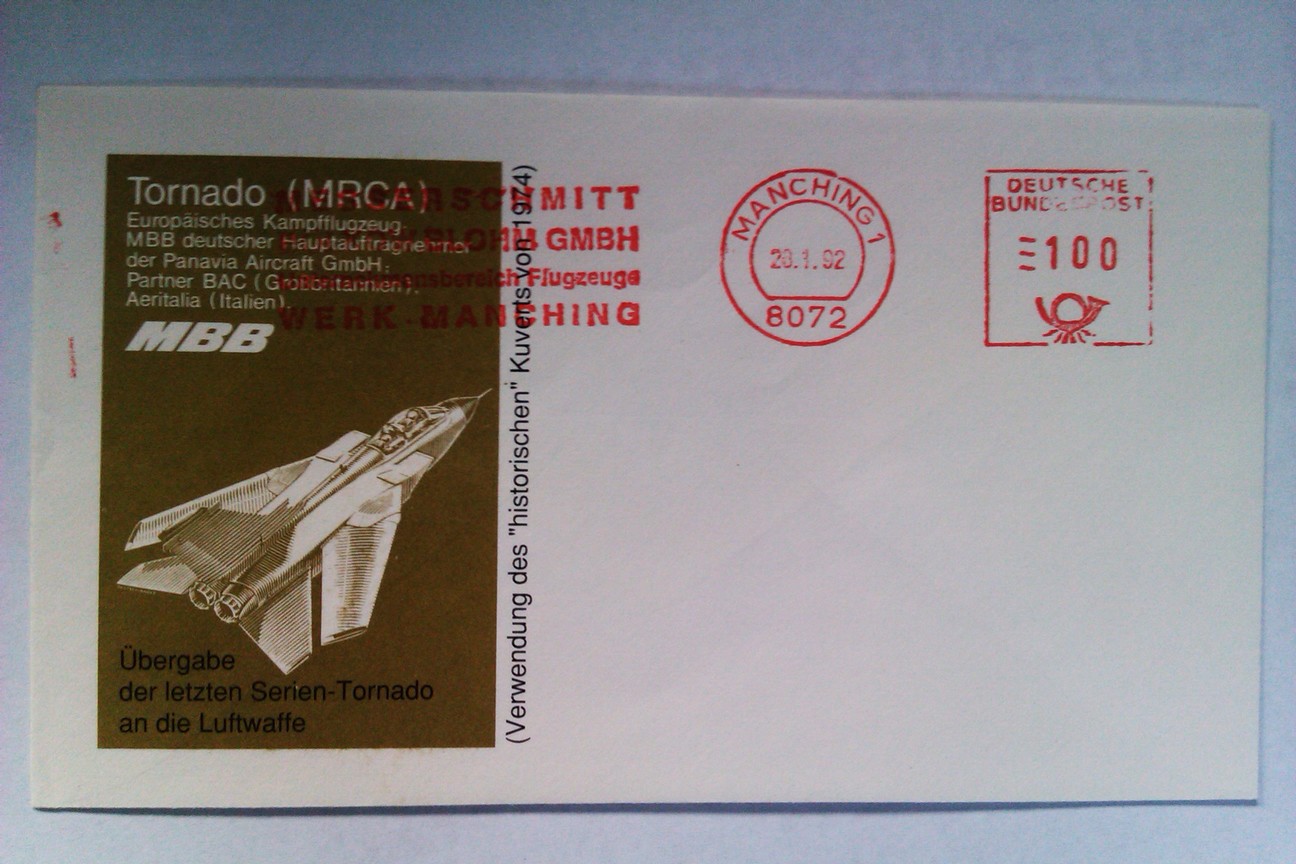 Tornado (MRCA)
Europäisches Kampfflugzeug.
MBB deutscher Hauptauftragnehmer
der Panavia Aircraft GmbH.
Partner BAC (Großbritannien).
Aeritalia (Italien).
MBB
Übergabe
der letzten Serien-Tornado
an die Luftwaffe
(Verwendung des "historischen" Kuverts von 1974)
MESSERSCHMITT
GMBH
Flugzeuge
WERK-MANCHING
MANCHING 1
28.1.92
8072
DEUTSCHE
BUNDESPOST
100